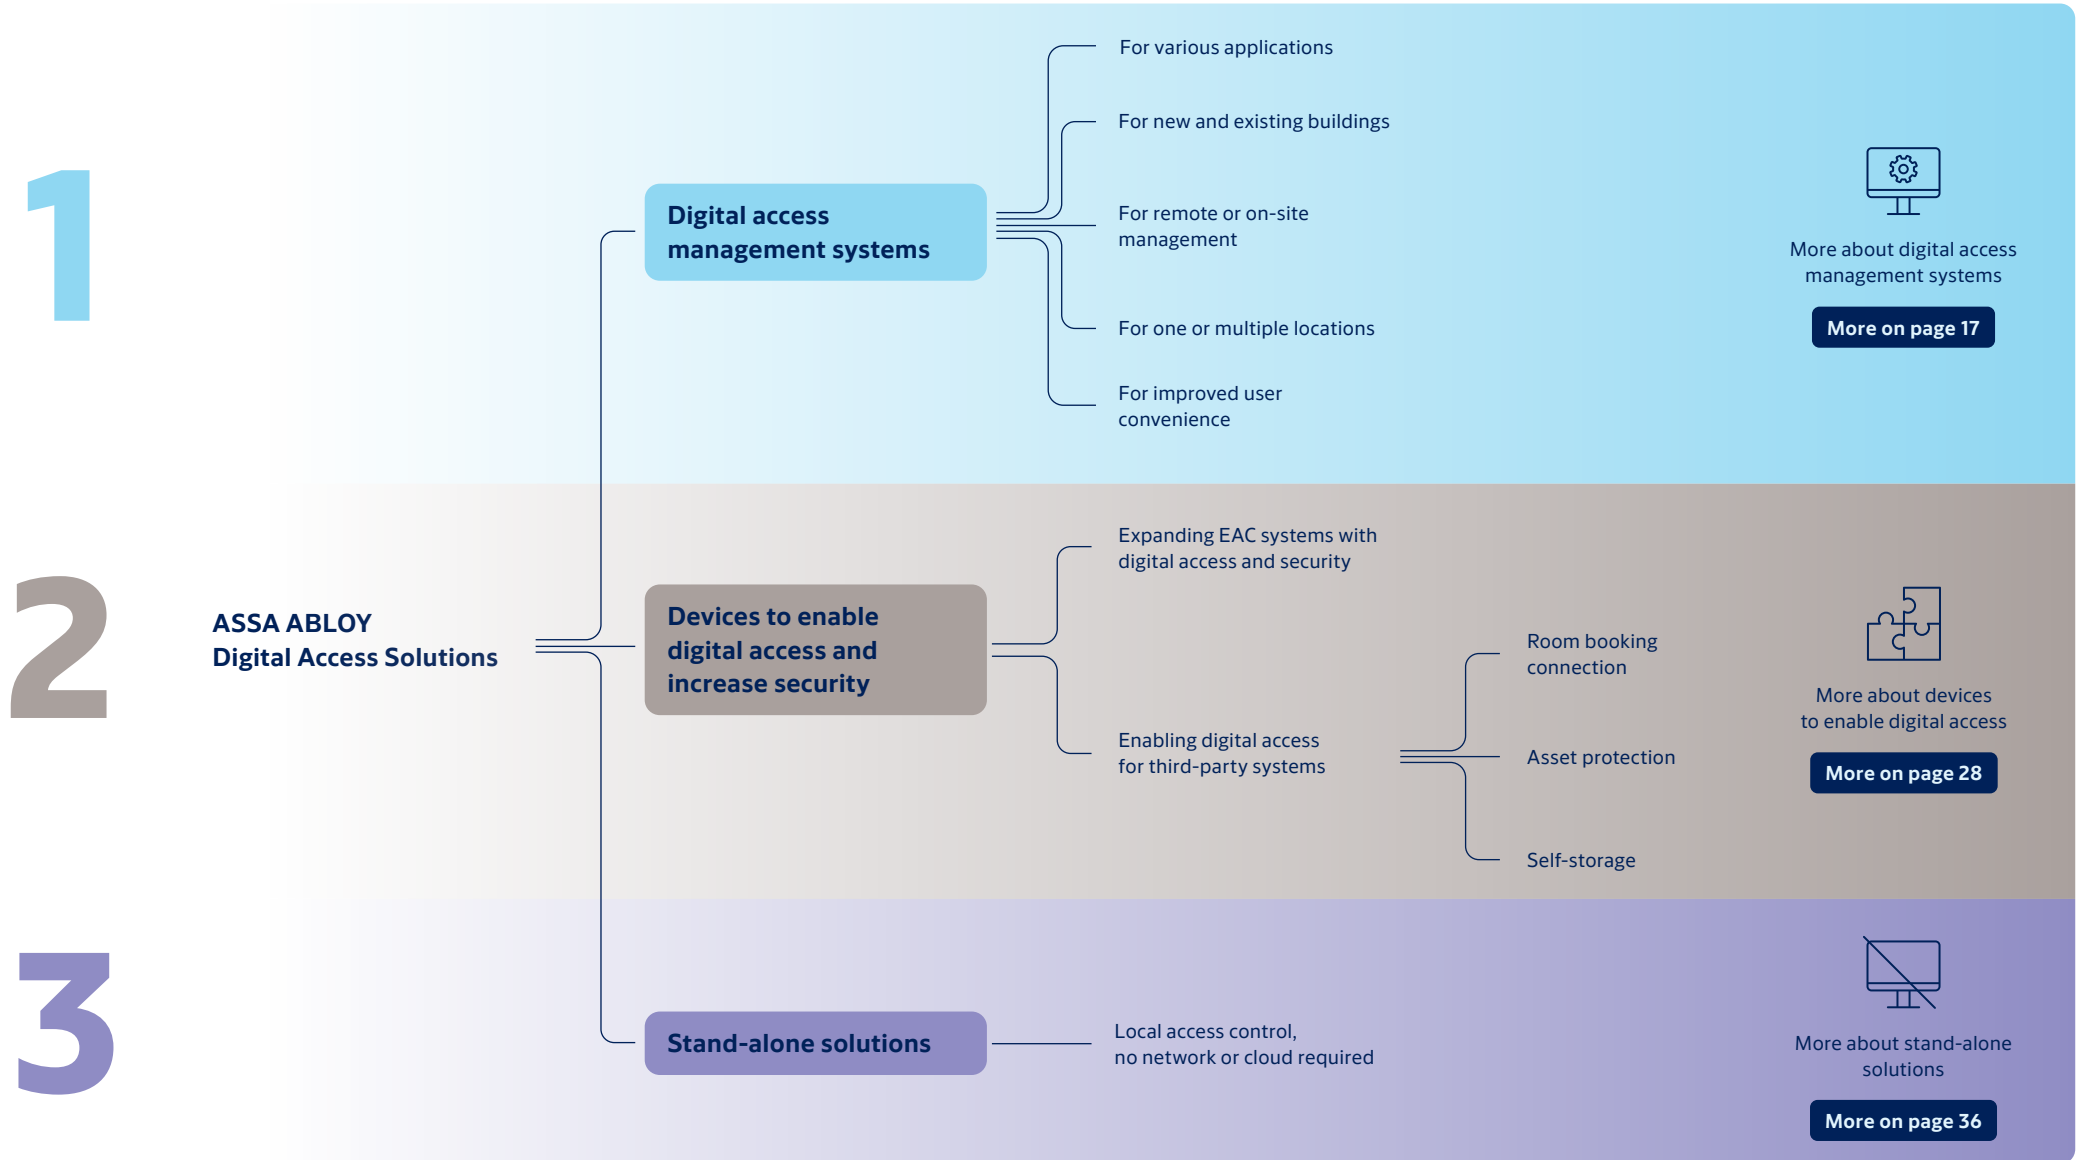 1
Digital access
management systems
For various applications
For new and existing buildings
For remote or on-site
management
For one or multiple locations
For improved user
convenience
More about digital access
management systems
More on page 17
2
ASSA ABLOY
Digital Access Solutions
Devices to enable
digital access and
increase security
Expanding EAC systems with
digital access and security
Enabling digital access
for third-party systems
Room booking
connection
Asset protection
Self-storage
More about devices
to enable digital access
More on page 28
3
Stand-alone solutions
Local access control,
no network or cloud required
More about stand-alone
solutions
More on page 36